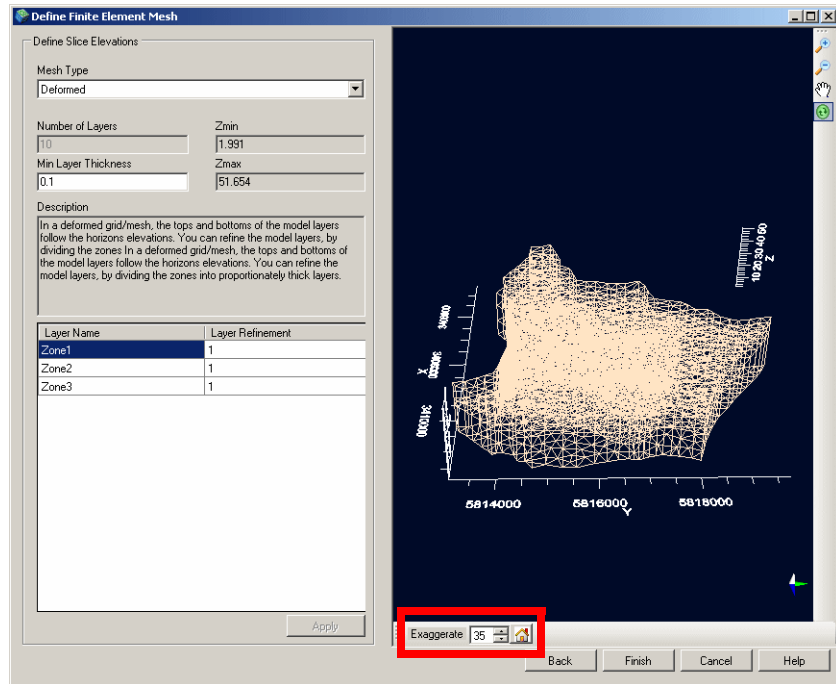 Define Finite Element Mesh
Define Slice Elevations
Mesh Type
Deformed
Number of Layers
Zmin
10
1.991
Min Layer Thickness
Zmax
0.1
51.654
Description
In a deformed grid/mesh, the tops and bottoms of the model layers
follow the horizons elevations. You can refine the model layers, by
dividing the zones In a deformed grid/mesh, the tops and bottoms of
the model layers follow the horizons elevations. You can refine the
model layers, by dividing the zones into proportionately thick layers.
Layer Name
Layer Refinement
Zone1
1
Zone2
1
Zone3
1
Apply
10 20 30 40 50
Z
X
5814000
5816000
5818000
Y
Exaggerate
35
Back
Finish
Cancel
Help